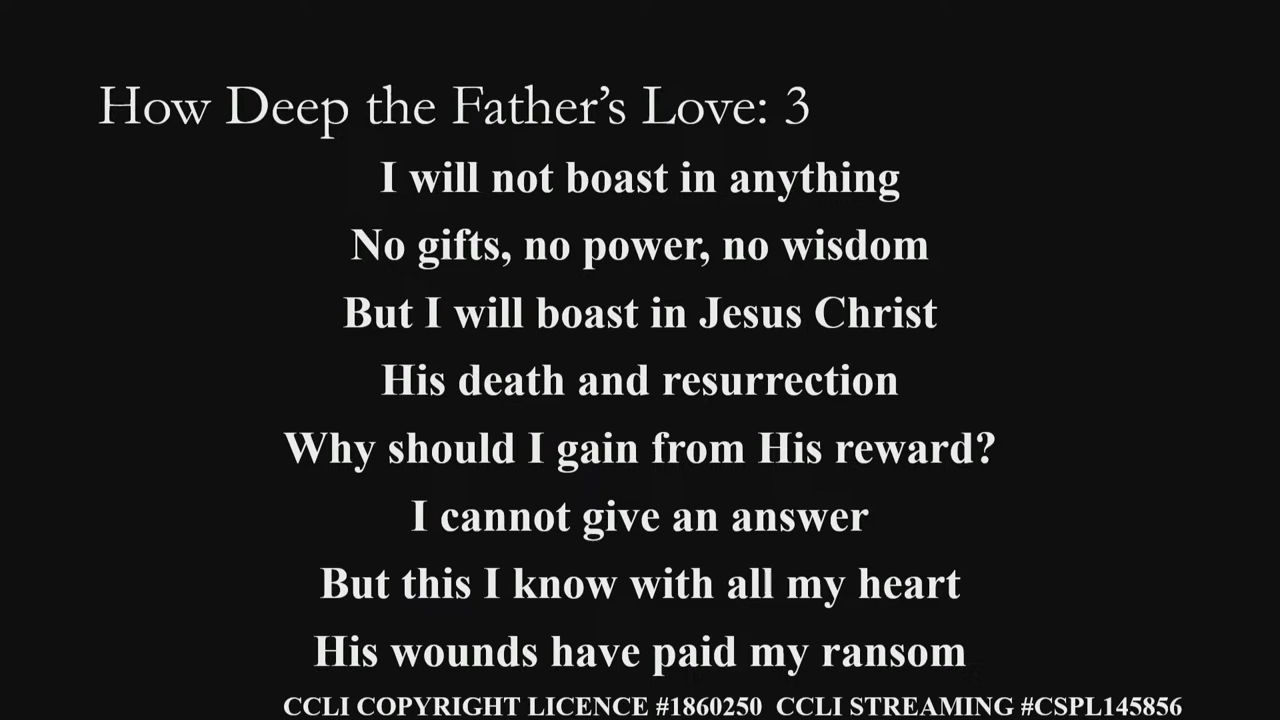 How Deep the Father’s Love: 3
I will not boast in anything
No gifts, no power, no wisdom
But I will boast in Jesus Christ
His death and resurrection
Why should I gain from His reward?
I cannot give an answer
But this I know with all my heart
His wounds have paid my ransom
CCLI COPYRIGHT LICENCE #1860250 CCLI STREAMING #CSPL145856